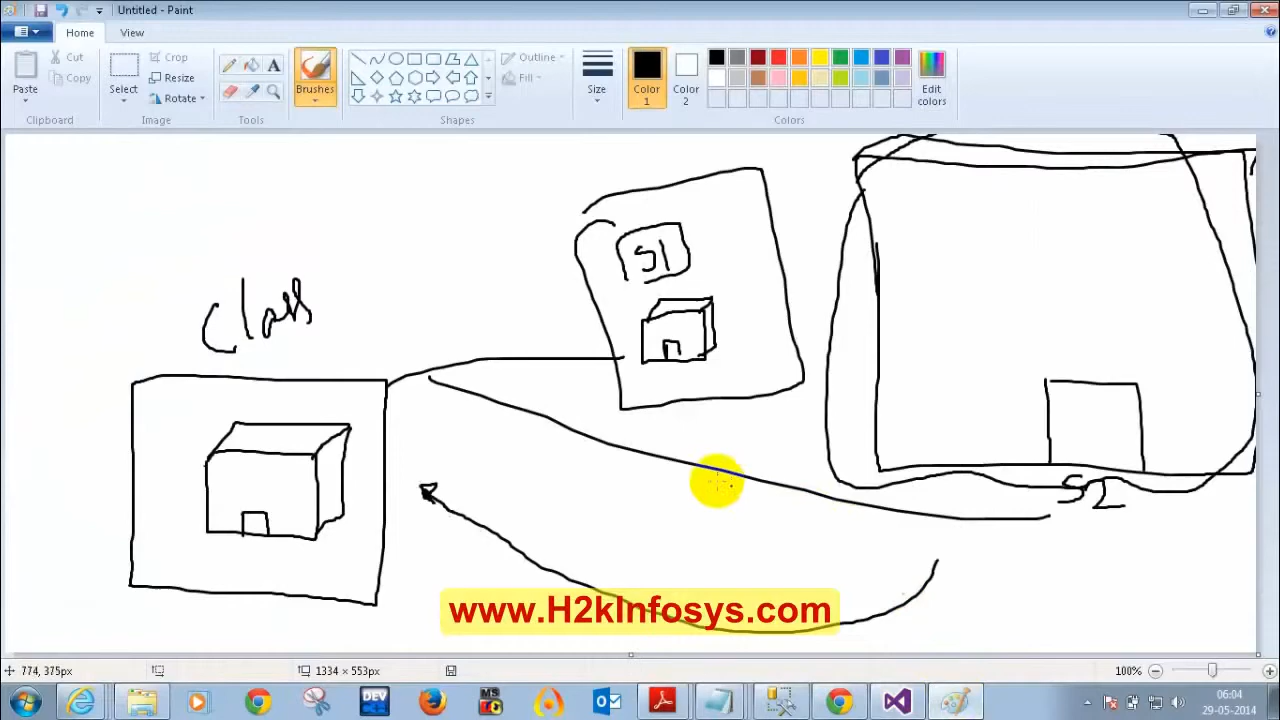 Untitled - Paint
Home View
Paste
Cut
Copy
Clipboard
Select
Crop
Resize
Rotate
Image
A
Tools
Brushes
Shapes
Outline
Fill
Size
Color 1
Color 2
Edit colors
Colors
S1
class
S2
www.H2kInfosys.com
774, 375px
1334 × 553px
100%
DEV
MS
06:04
29-05-2014